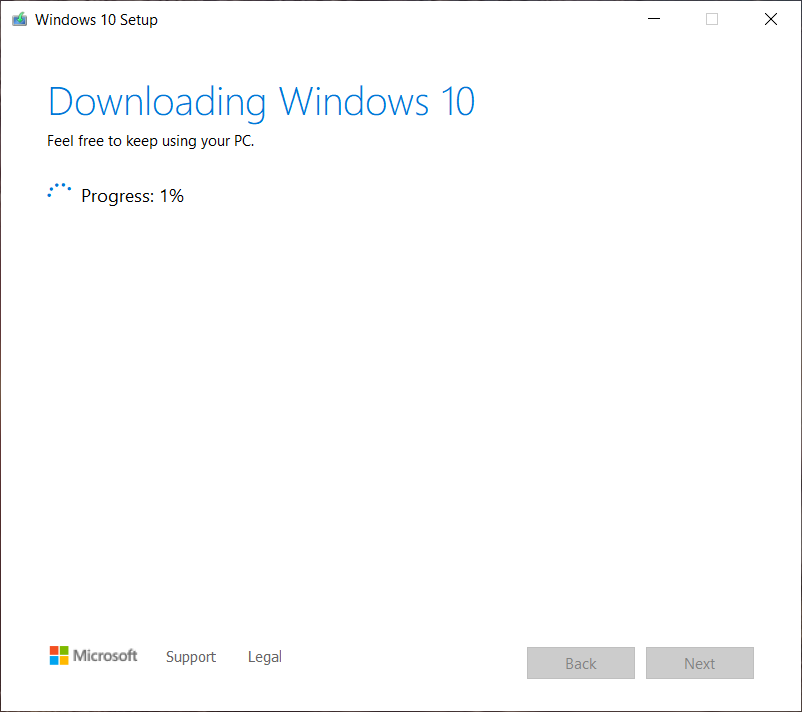 Windows 10 Setup
Downloading Windows 10
Feel free to keep using your PC.
Progress: 1%
Microsoft Support Legal Back Next